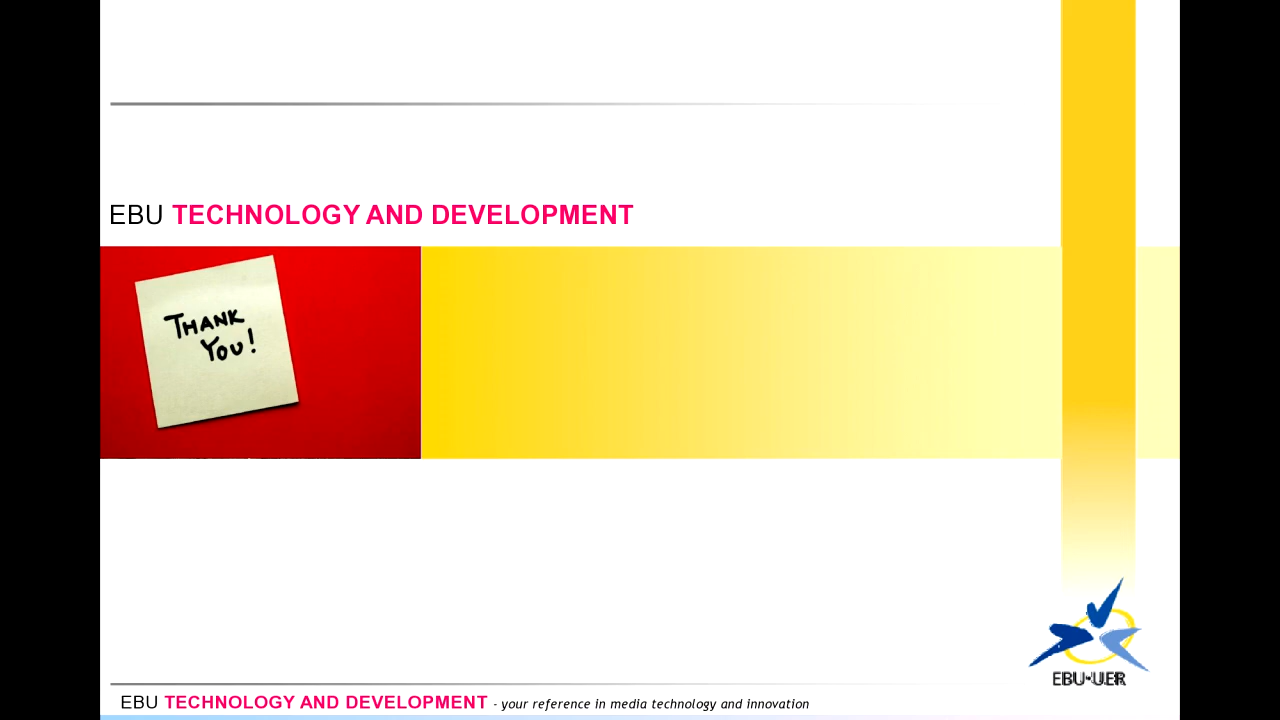 EBU TECHNOLOGY AND DEVELOPMENT
THANK
YOU!
EBU·UER
EBU TECHNOLOGY AND DEVELOPMENT - your reference in media technology and innovation